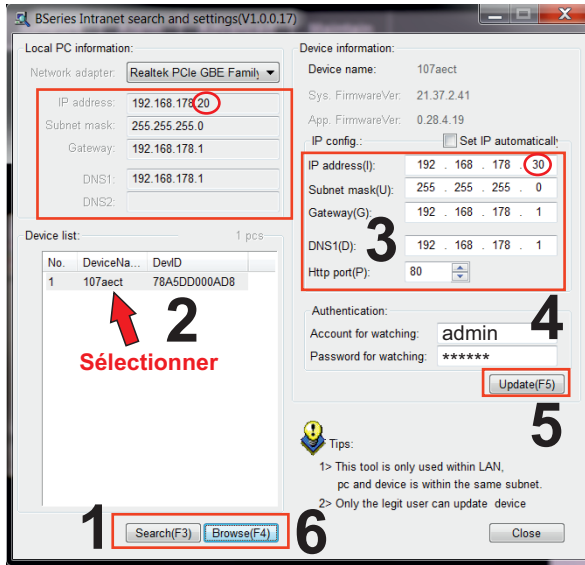 BSeries Intranet search and settings(V1.0.0.17)
Local PC information:
Network adapter: Realtek PCIe GBE Family
IP address: 192.168.178.20
Subnet mask: 255.255.255.0
Gateway: 192.168.178.1
DNS1: 192.168.178.1
DNS2:
Device list: 1 pcs
No. DeviceNa... DevID
1 107aect 78A5DD000AD8
2
Sélectionner
1
Search(F3) Browse(F4)
6
Device information:
Device name: 107aect
Sys. FirmwareVer: 21.37.2.41
App. FirmwareVer: 0.28.4.19
IP config.: Set IP automatically
IP address(I): 192 . 168 . 178 . 30
Subnet mask(U): 255 . 255 . 255 . 0
Gateway(G): 192 . 168 . 178 . 1
3
DNS1(D): 192 . 168 . 178 . 1
Http port(P): 80
Authentication:
Account for watching: admin
4
Password for watching: ******
Update(F5)
5
Tips:
1> This tool is only used within LAN,
pc and device is within the same subnet.
2> Only the legit user can update device
Close